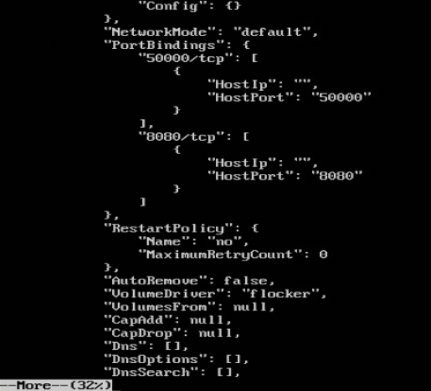 "Config": {}
},
"NetworkMode": "default",
"PortBindings": {
"50000/tcp": [
{
"HostIp": "",
"HostPort": "50000"
}
],
"8080/tcp": [
{
"HostIp": "",
"HostPort": "8080"
}
]
},
"RestartPolicy": {
"Name": "no",
"MaximumRetryCount": 0
},
"AutoRemove": false,
"VolumeDriver": "flocker",
"VolumesFrom": null,
"CapAdd": null,
"CapDrop": null,
"Dns": [],
"DnsOptions": [],
"DnsSearch": [],
--More--(32%)